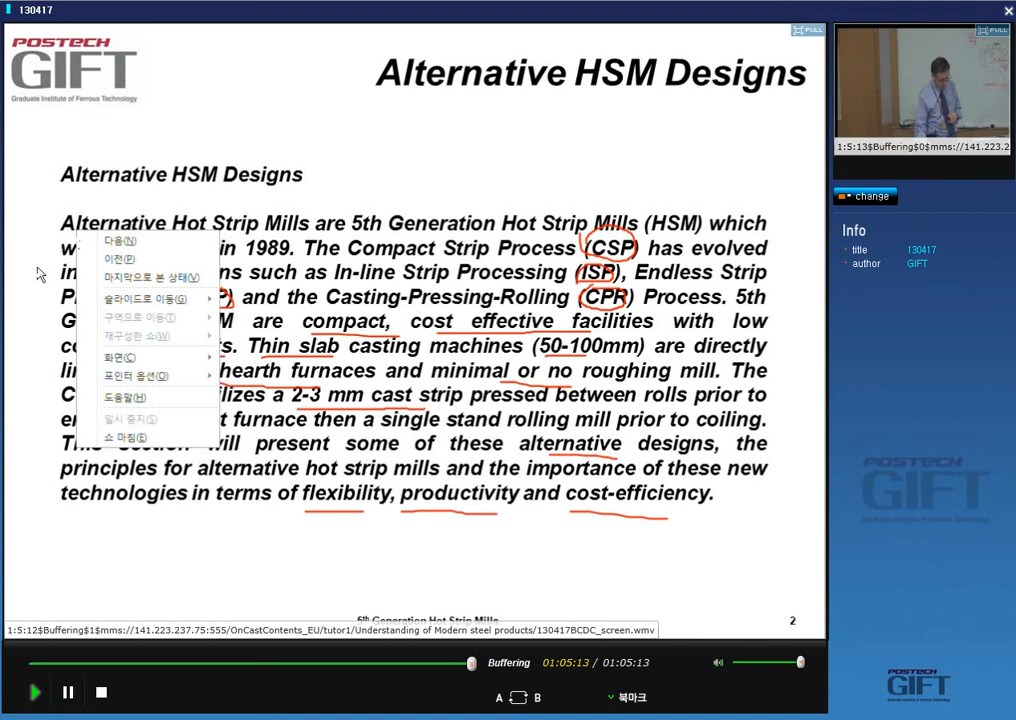 130417
POSTECH
GIFT
Graduate Institute of Ferrous Technology
Alternative HSM Designs
FULL
Alternative HSM Designs
Alternative Hot Strip Mills are 5th Generation Hot Strip Mills (HSM) which
w in 1989. The Compact Strip Process (CSP) has evolved
in ns such as In-line Strip Processing (ISP), Endless Strip
P P) and the Casting-Pressing-Rolling (CPR) Process. 5th
G M are compact, cost effective facilities with low
co s. Thin slab casting machines (50-100mm) are directly
lin hearth furnaces and minimal or no roughing mill. The
C ilizes a 2-3 mm cast strip pressed between rolls prior to
en t furnace then a single stand rolling mill prior to coiling.
This section will present some of these alternative designs, the
principles for alternative hot strip mills and the importance of these new
technologies in terms of flexibility, productivity and cost-efficiency.
다음(N)
이전(P)
마지막으로 본 상태(V)
슬라이드로 이동(G)
구역으로 이동(T)
재구성한 쇼(W)
화면(C)
포인터 옵션(O)
도움말(H)
일시 중지(S)
쇼 마침(E)
5th Generation Hot Strip Mills
2
1:5:12$Buffering$1$mms://141.223.237.75:555/OnCastContents_EU/tutor1/Understanding of Modern steel products/130417BCDC_screen.wmv
Buffering 01:05:13 / 01:05:13
A B 북마크
FULL
1:5:13$Buffering$0$mms://141.223.2
change
Info
title 130417
author GIFT
POSTECH
GIFT
POSTECH
GIFT